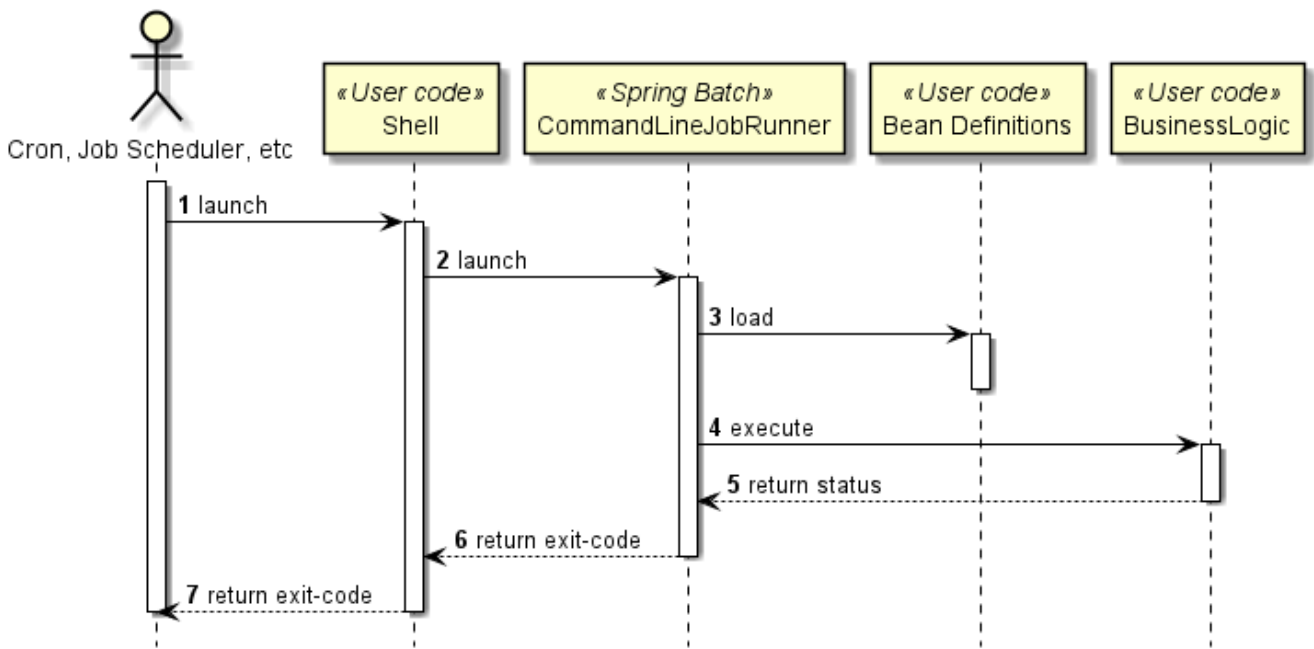 Cron, Job Scheduler, etc
«User code»
Shell
«Spring Batch»
CommandLineJobRunner
«User code»
Bean Definitions
«User code»
BusinessLogic
1 launch
2 launch
3 load
4 execute
5 return status
6 return exit-code
7 return exit-code